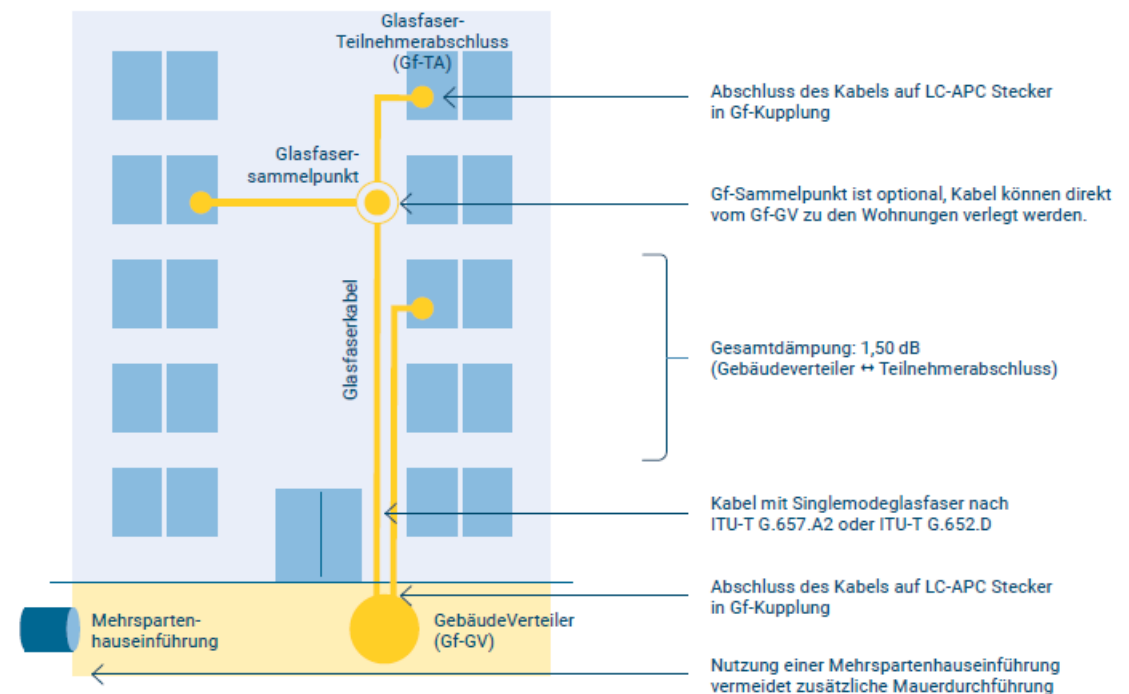 Glasfaser-
Teilnehmerabschluss
(Gf-TA)
Abschluss des Kabels auf LC-APC Stecker
in Gf-Kupplung
Glasfaser-
sammelpunkt
Gf-Sammelpunkt ist optional, Kabel können direkt
vom Gf-GV zu den Wohnungen verlegt werden.
Glasfaserkabel
Gesamtdämpfung: 1,50 dB
(Gebäudeverteiler ↔ Teilnehmerabschluss)
Kabel mit Singlemodeglasfaser nach
ITU-T G.657.A2 oder ITU-T G.652.D
Abschluss des Kabels auf LC-APC Stecker
in Gf-Kupplung
Mehrsparten-
hauseinführung
GebäudeVerteiler
(Gf-GV)
Nutzung einer Mehrspartenhauseinführung
vermeidet zusätzliche Mauerdurchführung